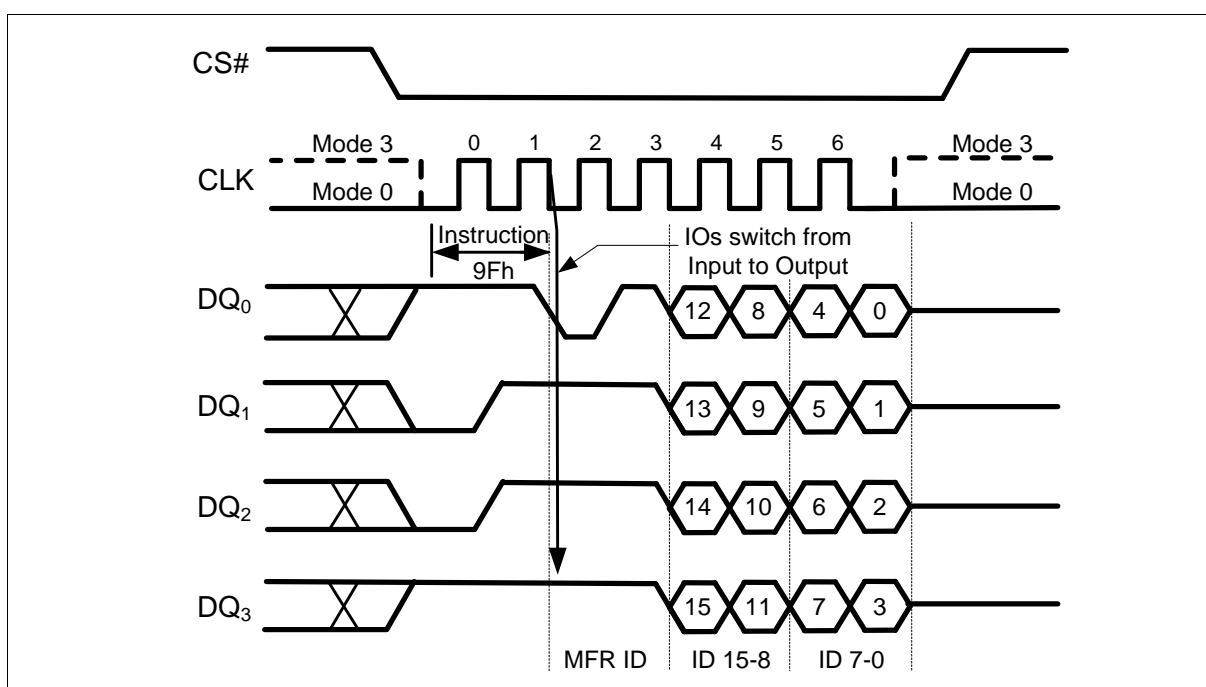 CS#
Mode 3 0 1 2 3 4 5 6 Mode 3
CLK
Mode 0 Mode 0
Instruction IOs switch from
9Fh Input to Output
DQ0 12 8 4 0
DQ1 13 9 5 1
DQ2 14 10 6 2
DQ3 15 11 7 3
MFR ID ID 15-8 ID 7-0